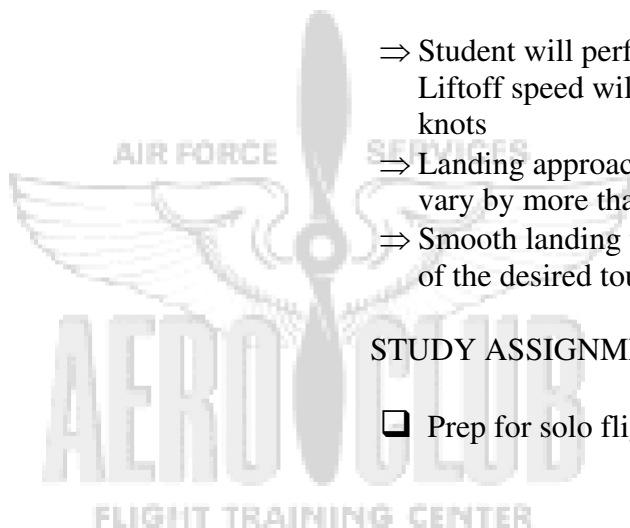 ⇒ Student will perf
Liftoff speed wil
knots
AIR FORCE SERVICES
⇒ Landing approac
vary by more tha
⇒ Smooth landing
of the desired tou
STUDY ASSIGNM
❑ Prep for solo fli
AERO CLUB
FLIGHT TRAINING CENTER